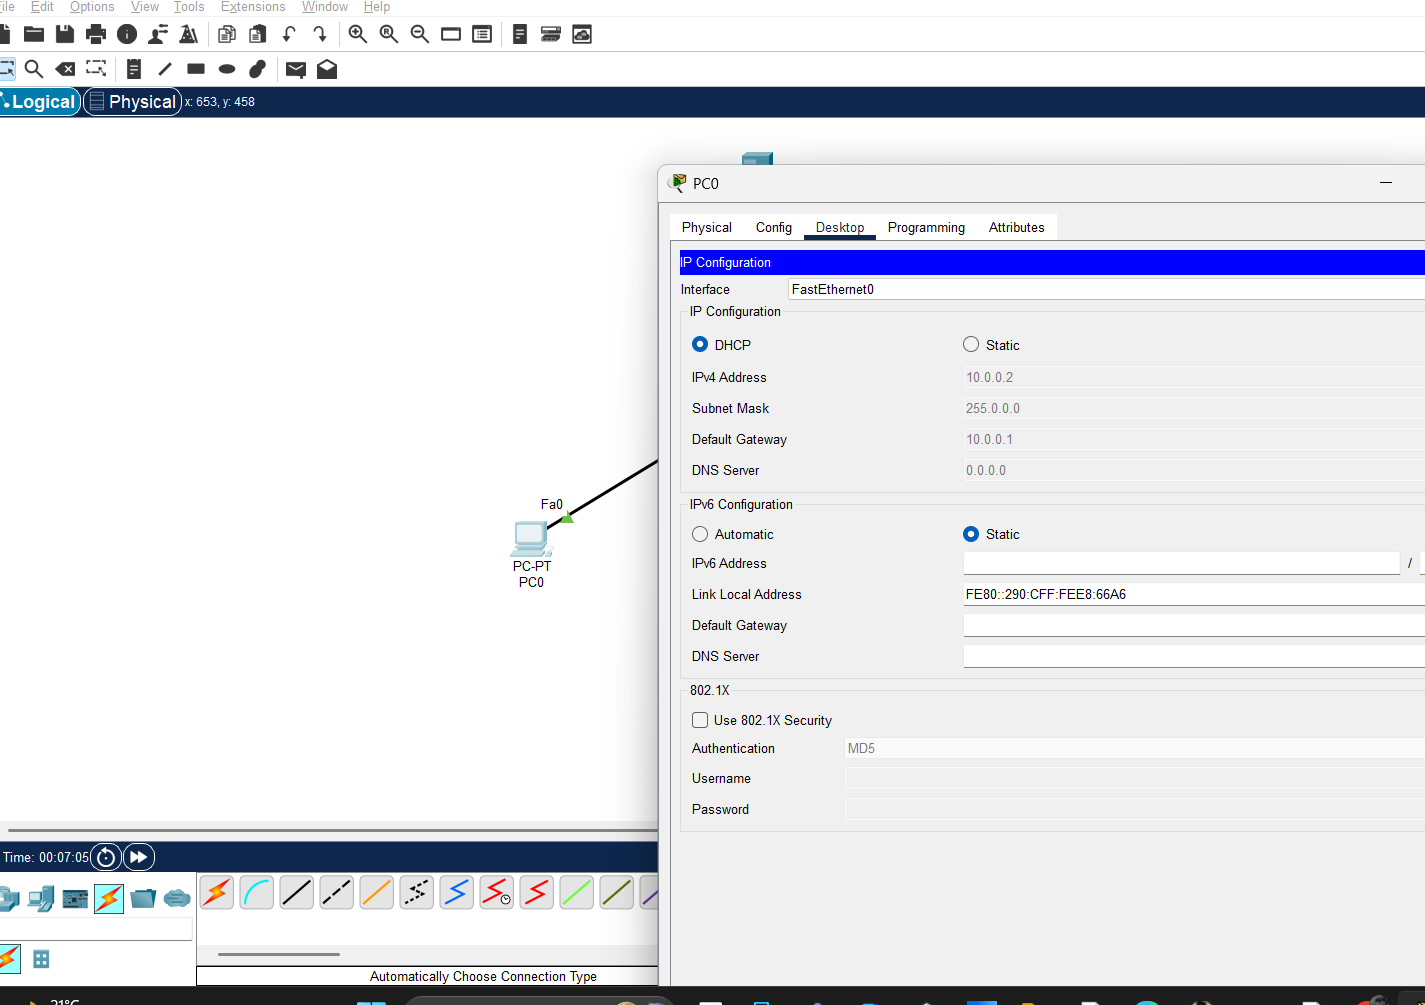 ile Edit Options View Tools Extensions Window Help
Logical Physical x: 653, y: 458
PC0
Physical Config Desktop Programming Attributes
IP Configuration
Interface FastEthernet0
IP Configuration
DHCP Static
IPv4 Address 10.0.0.2
Subnet Mask 255.0.0.0
Default Gateway 10.0.0.1
DNS Server 0.0.0.0
IPv6 Configuration
Automatic Static
IPv6 Address /
Link Local Address FE80::290:CFF:FEE8:66A6
Default Gateway
DNS Server
802.1X
Use 802.1X Security
Authentication MD5
Username
Password
Fa0
PC-PT
PC0
Time: 00:07:05
Automatically Choose Connection Type
21°C